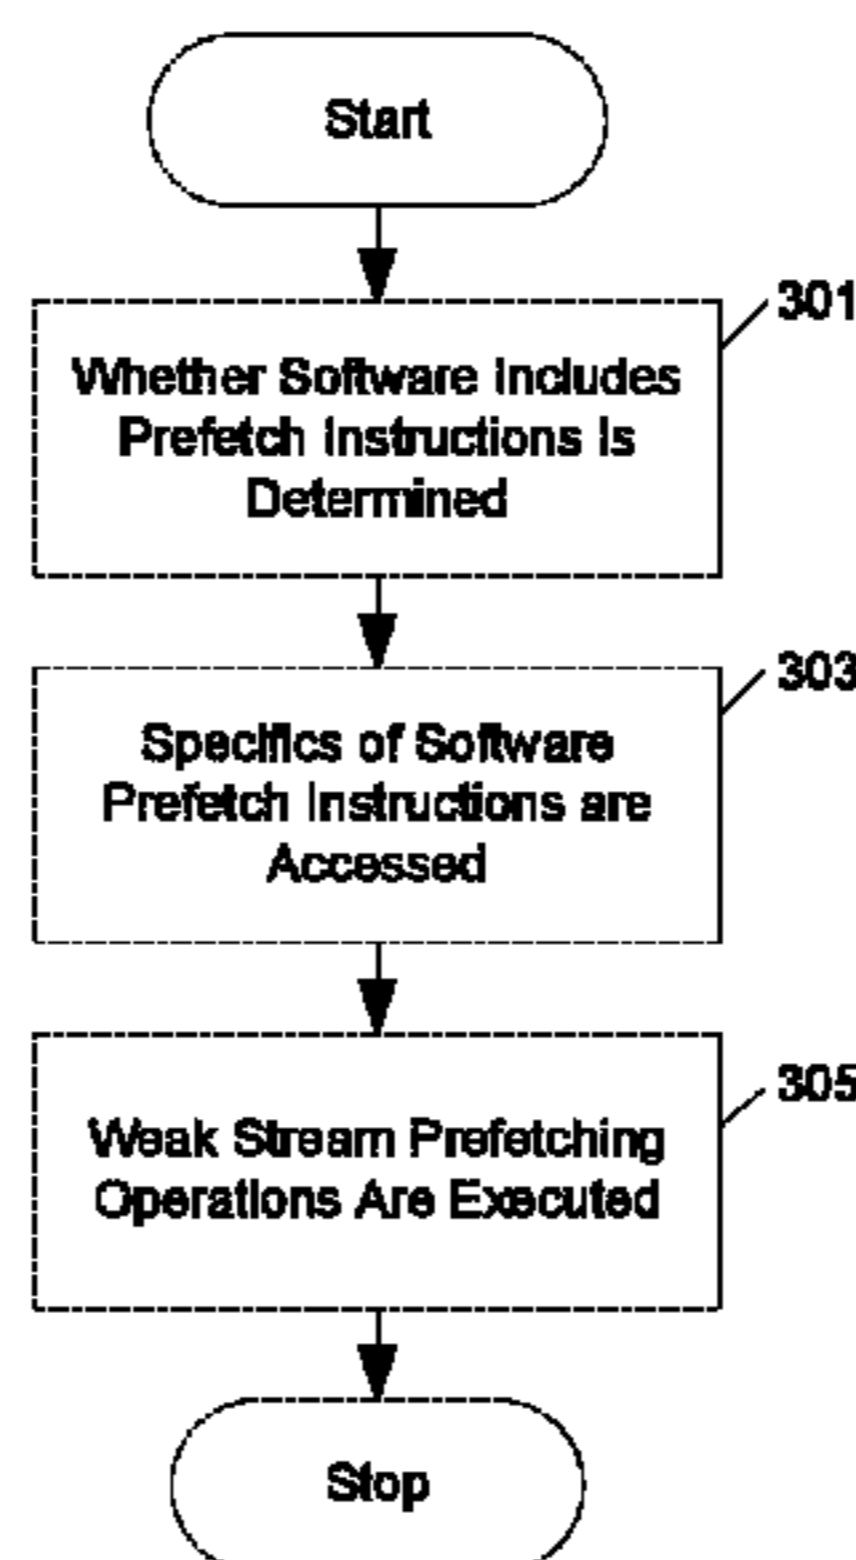 Start
301
Whether Software Includes
Prefetch Instructions Is
Determined
303
Specifics of Software
Prefetch Instructions are
Accessed
305
Weak Stream Prefetching
Operations Are Executed
Stop